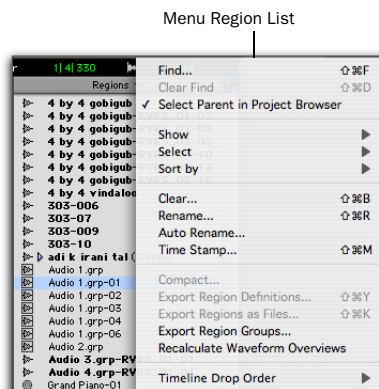 Menu Region List
1| 4| 330
Regions
Find... ⇧⌘F
Clear Find ⇧⌘D
✓ Select Parent in Project Browser
Show ▶
Select ▶
Sort by ▶
Clear... ⇧⌘B
Rename... ⇧⌘R
Auto Rename...
Time Stamp... ⇧⌘M
Compact...
Export Region Definitions... ⇧⌘Y
Export Regions as Files... ⇧⌘K
Export Region Groups...
Recalculate Waveform Overviews
Timeline Drop Order ▶
4 by 4 gobigub
4 by 4 gobigub-
4 by 4 gobigub-
4 by 4 gobigub-
4 by 4 gobigub-
4 by 4 gobigub-
4 by 4 vindaloo
303-006
303-07
303-009
303-10
adi k irani tal
Audio 1.grp
Audio 1.grp-01
Audio 1.grp-02
Audio 1.grp-03
Audio 1.grp-04
Audio 1.grp-06
Audio 2.grp
Audio 3.grp-RV
Audio 4.grp-RV
Grand Piano-01